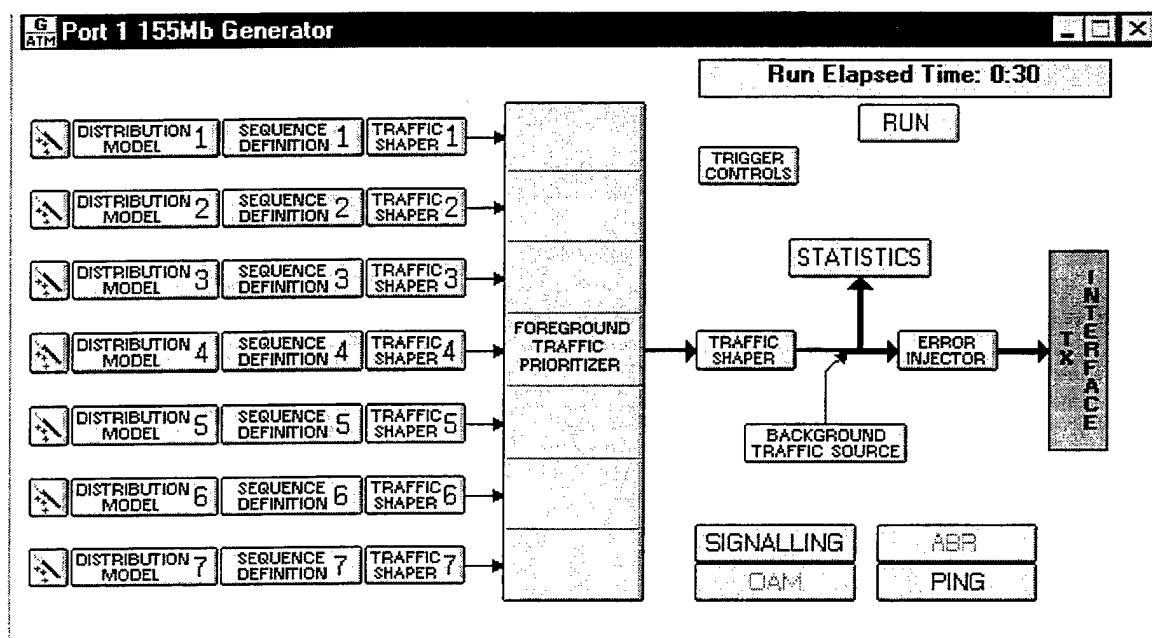 G
ATM
Port 1 155Mb Generator
Run Elapsed Time: 0:30
RUN
TRIGGER
CONTROLS
DISTRIBUTION
MODEL 1
SEQUENCE
DEFINITION 1
TRAFFIC
SHAPER 1
DISTRIBUTION
MODEL 2
SEQUENCE
DEFINITION 2
TRAFFIC
SHAPER 2
DISTRIBUTION
MODEL 3
SEQUENCE
DEFINITION 3
TRAFFIC
SHAPER 3
DISTRIBUTION
MODEL 4
SEQUENCE
DEFINITION 4
TRAFFIC
SHAPER 4
DISTRIBUTION
MODEL 5
SEQUENCE
DEFINITION 5
TRAFFIC
SHAPER 5
DISTRIBUTION
MODEL 6
SEQUENCE
DEFINITION 6
TRAFFIC
SHAPER 6
DISTRIBUTION
MODEL 7
SEQUENCE
DEFINITION 7
TRAFFIC
SHAPER 7
FOREGROUND
TRAFFIC
PRIORITIZER
TRAFFIC
SHAPER
STATISTICS
BACKGROUND
TRAFFIC SOURCE
ERROR
INJECTOR
TX
INTERFACE
SIGNALLING
ABR
OAM
PING